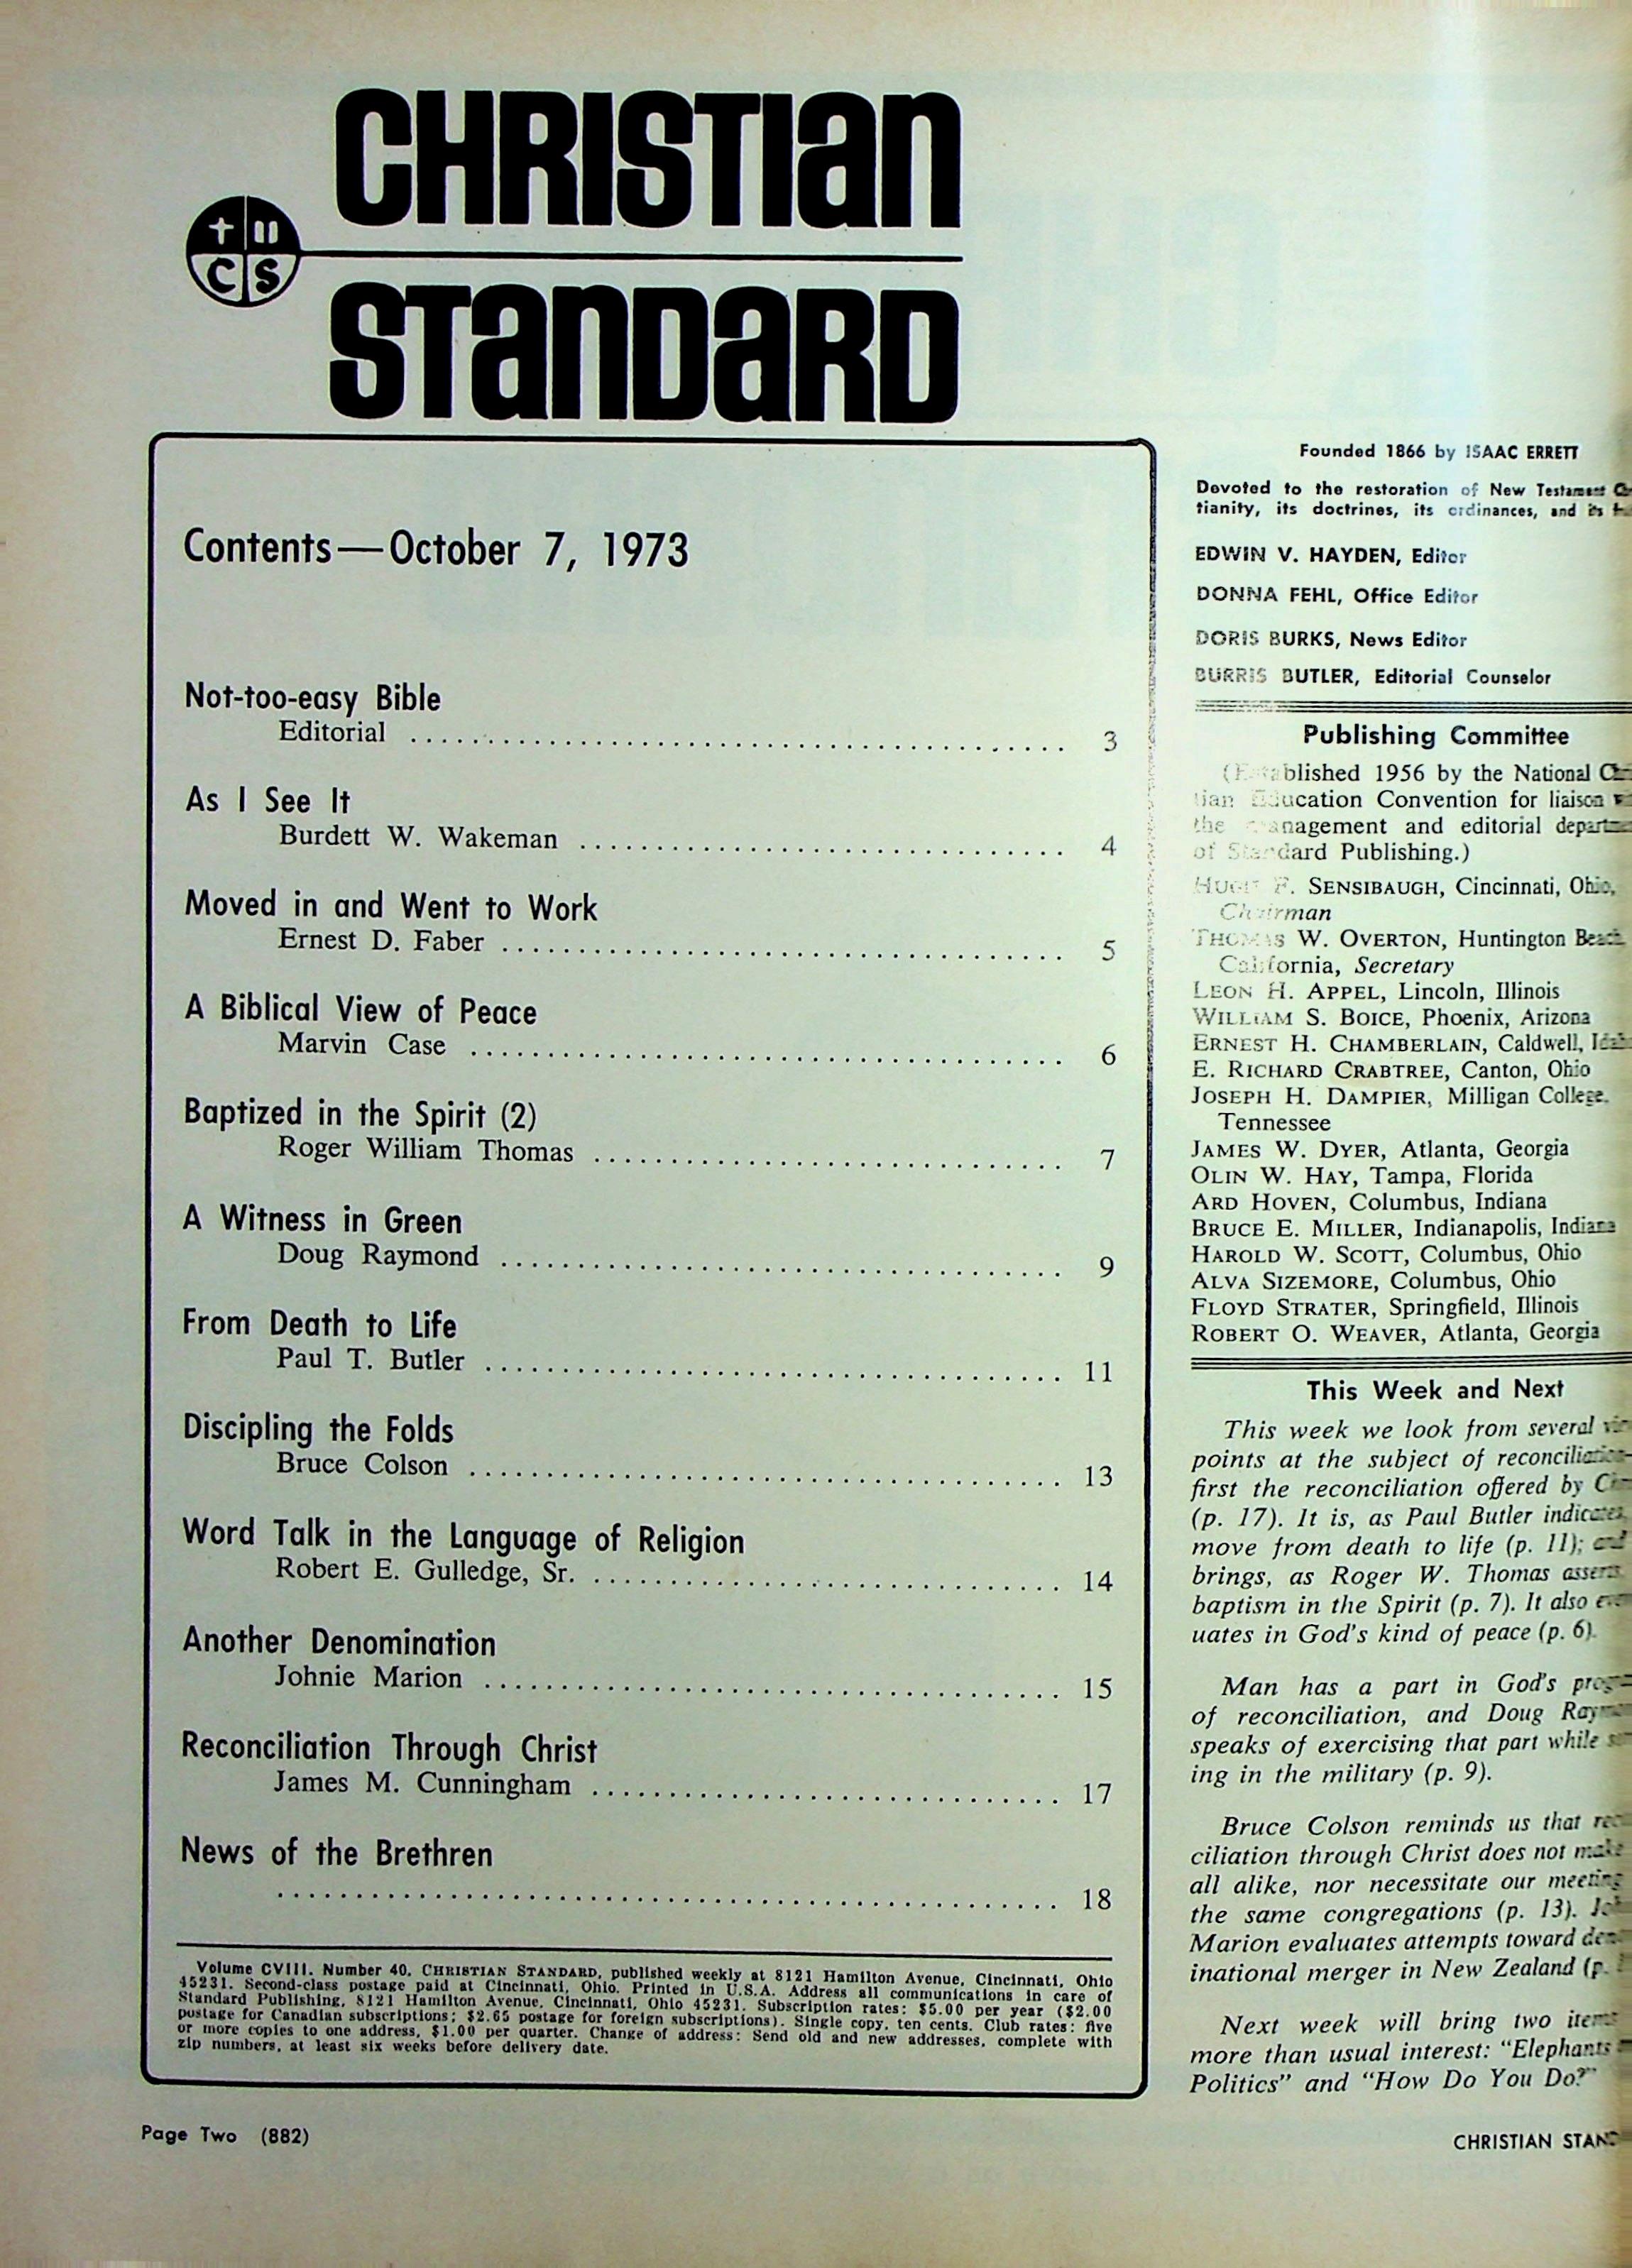 CHRISTIAN
STANDARD
C S
Contents—October 7, 1973
Not-too-easy Bible
Editorial 3
As I See It
Burdett W. Wakeman 4
Moved in and Went to Work
Ernest D. Faber 5
A Biblical View of Peace
Marvin Case 6
Baptized in the Spirit (2)
Roger William Thomas 7
A Witness in Green
Doug Raymond 9
From Death to Life
Paul T. Butler 11
Discipling the Folds
Bruce Colson 13
Word Talk in the Language of Religion
Robert E. Gulledge, Sr. 14
Another Denomination
Johnie Marion 15
Reconciliation Through Christ
James M. Cunningham 17
News of the Brethren
18
Volume CVIII. Number 40, CHRISTIAN STANDARD, published weekly at 8121 Hamilton Avenue, Cincinnati, Ohio
45231. Second-class postage paid at Cincinnati, Ohio. Printed in U.S.A. Address all communications in care of
Standard Publishing, 8121 Hamilton Avenue, Cincinnati, Ohio 45231. Subscription rates: $5.00 per year ($2.00
postage for Canadian subscriptions; $2.65 postage for foreign subscriptions). Single copy, ten cents. Club rates: five
or more copies to one address, $1.00 per quarter. Change of address: Send old and new addresses, complete with
zip numbers, at least six weeks before delivery date.
Page Two (882)
Founded 1866 by ISAAC ERRETT
Devoted to the restoration of New Testament
tianity, its doctrines, its ordinances, and its
EDWIN V. HAYDEN, Editor
DONNA FEHL, Office Editor
DORIS BURKS, News Editor
BURRIS BUTLER, Editorial Counselor
Publishing Committee
(Established 1956 by the National
tian Education Convention for liaison
the management and editorial
of Standard Publishing.)
HUGH F. SENSIBAUGH, Cincinnati, Ohio,
Chairman
THOMAS W. OVERTON, Huntington Beach,
California, Secretary
LEON H. APPEL, Lincoln, Illinois
WILLIAM S. BOICE, Phoenix, Arizona
ERNEST H. CHAMBERLAIN, Caldwell,
E. RICHARD CRABTREE, Canton, Ohio
JOSEPH H. DAMPIER, Milligan College,
Tennessee
JAMES W. DYER, Atlanta, Georgia
OLIN W. HAY, Tampa, Florida
ARD HOVEN, Columbus, Indiana
BRUCE E. MILLER, Indianapolis, Indiana
HAROLD W. SCOTT, Columbus, Ohio
ALVA SIZEMORE, Columbus, Ohio
FLOYD STRATER, Springfield, Illinois
ROBERT O. WEAVER, Atlanta, Georgia
This Week and Next
This week we look from several
points at the subject of reconciliation—
first the reconciliation offered by
(p. 17). It is, as Paul Butler indicates,
move from death to life (p. 11); and
brings, as Roger W. Thomas asserts,
baptism in the Spirit (p. 7). It also
uates in God's kind of peace (p. 6).
Man has a part in God's
of reconciliation, and Doug
speaks of exercising that part while
ing in the military (p. 9).
Bruce Colson reminds us that
ciliation through Christ does not make
all alike, nor necessitate our meeting
the same congregations (p. 13).
Marion evaluates attempts toward
inational merger in New Zealand (p.
Next week will bring two items
more than usual interest: "Elephants
Politics" and "How Do You Do?"
CHRISTIAN